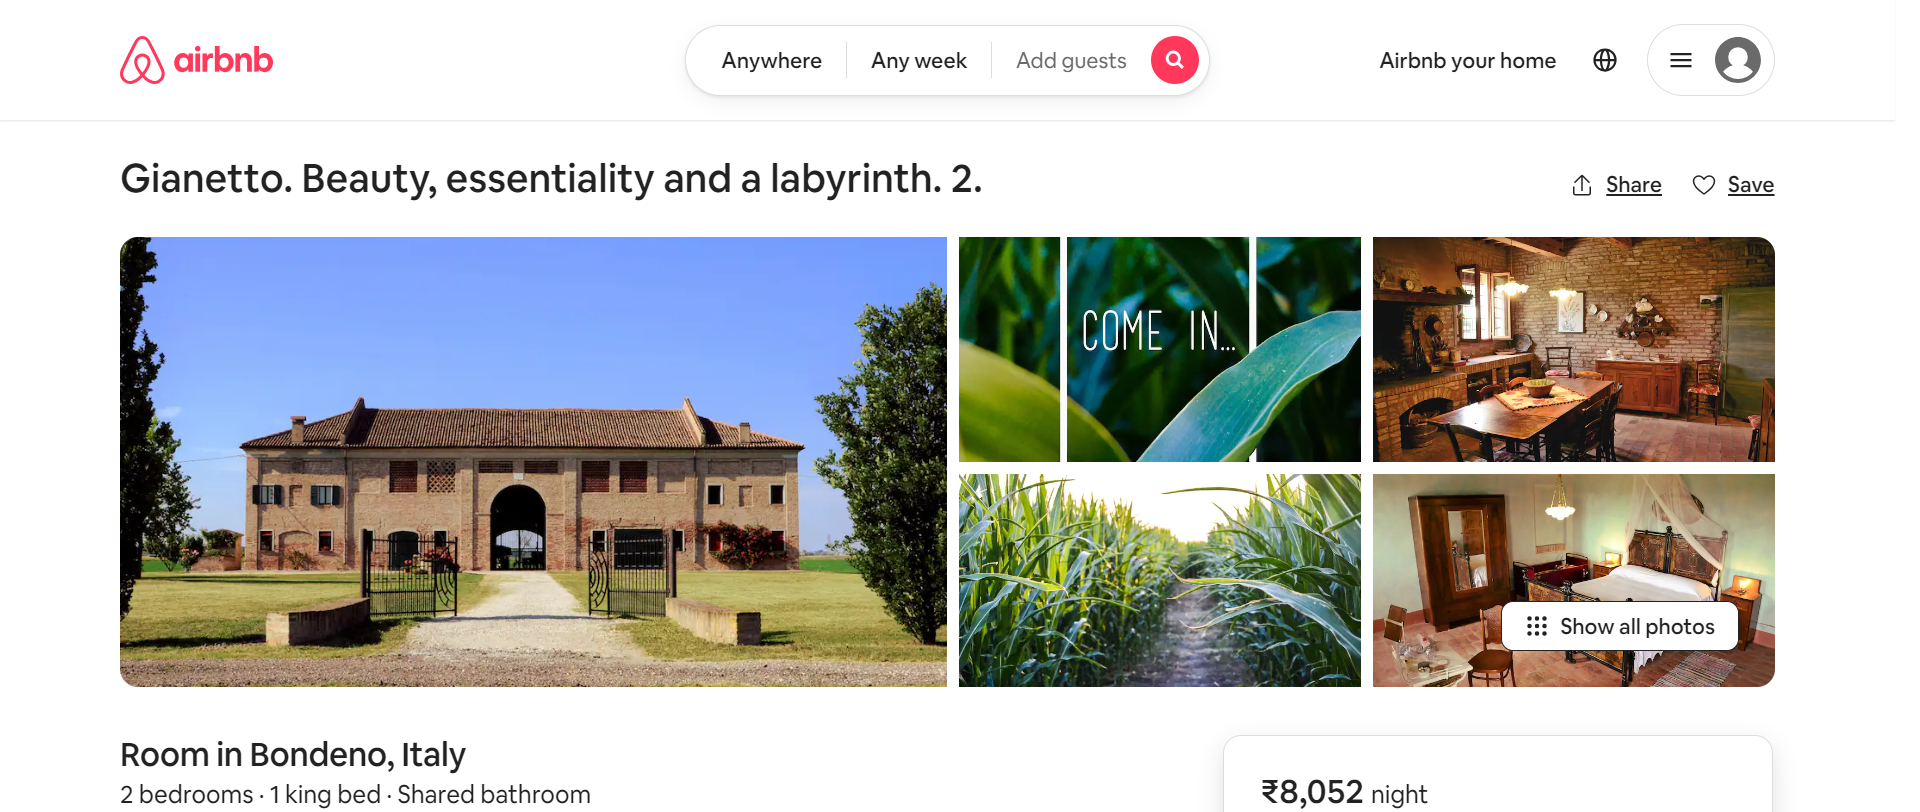 airbnb
Anywhere
Any week
Add guests
Airbnb your home
Gianetto. Beauty, essentiality and a labyrinth. 2.
Share
Save
COME IN...
Show all photos
Room in Bondeno, Italy
2 bedrooms · 1 king bed · Shared bathroom
₹8,052 night